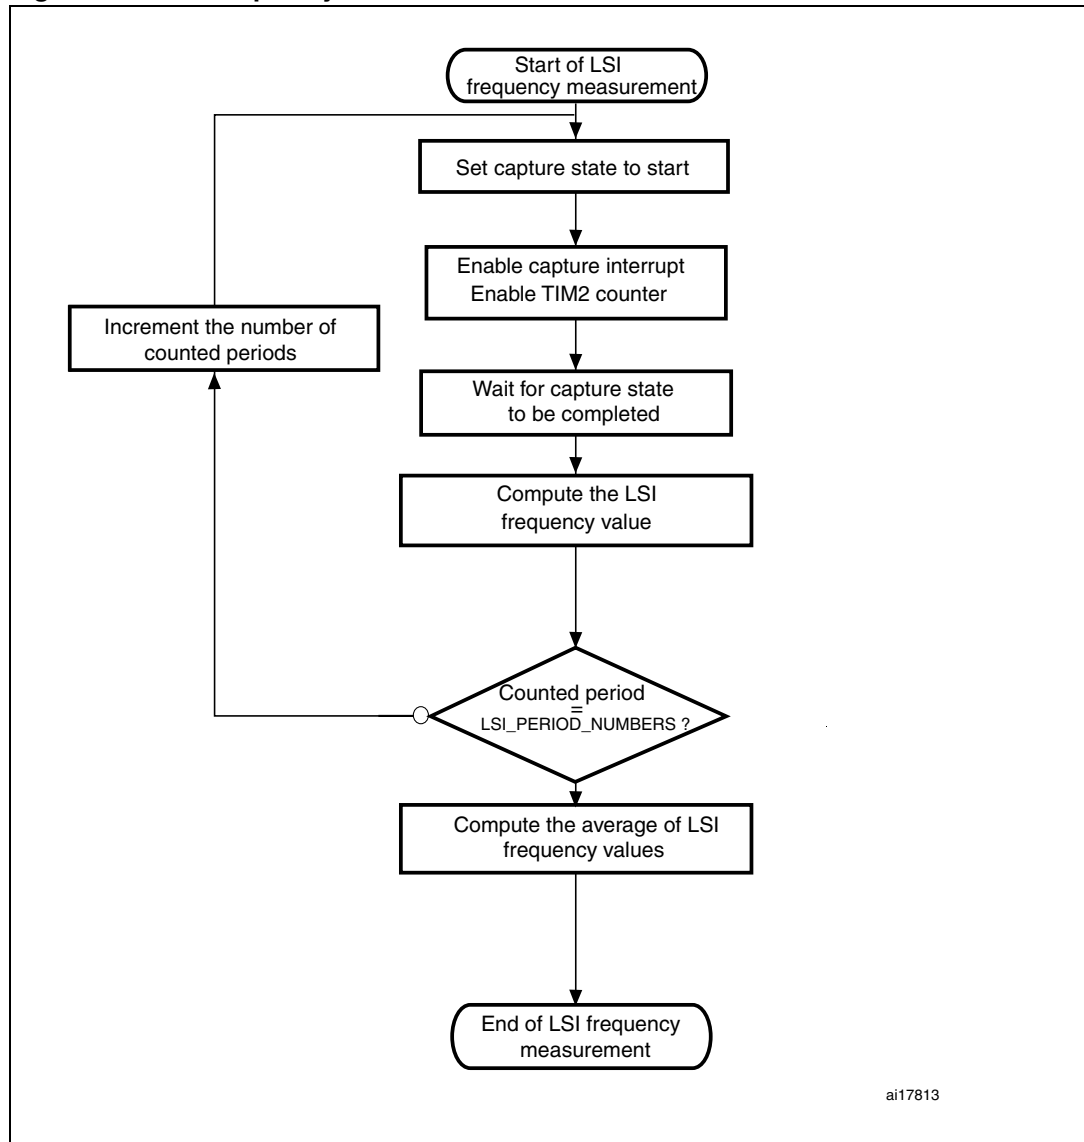 Start of LSI
frequency measurement
Set capture state to start
Enable capture interrupt
Enable TIM2 counter
Increment the number of
counted periods
Wait for capture state
to be completed
Compute the LSI
frequency value
Counted period
=
LSI_PERIOD_NUMBERS ?
Compute the average of LSI
frequency values
End of LSI frequency
measurement
ai17813